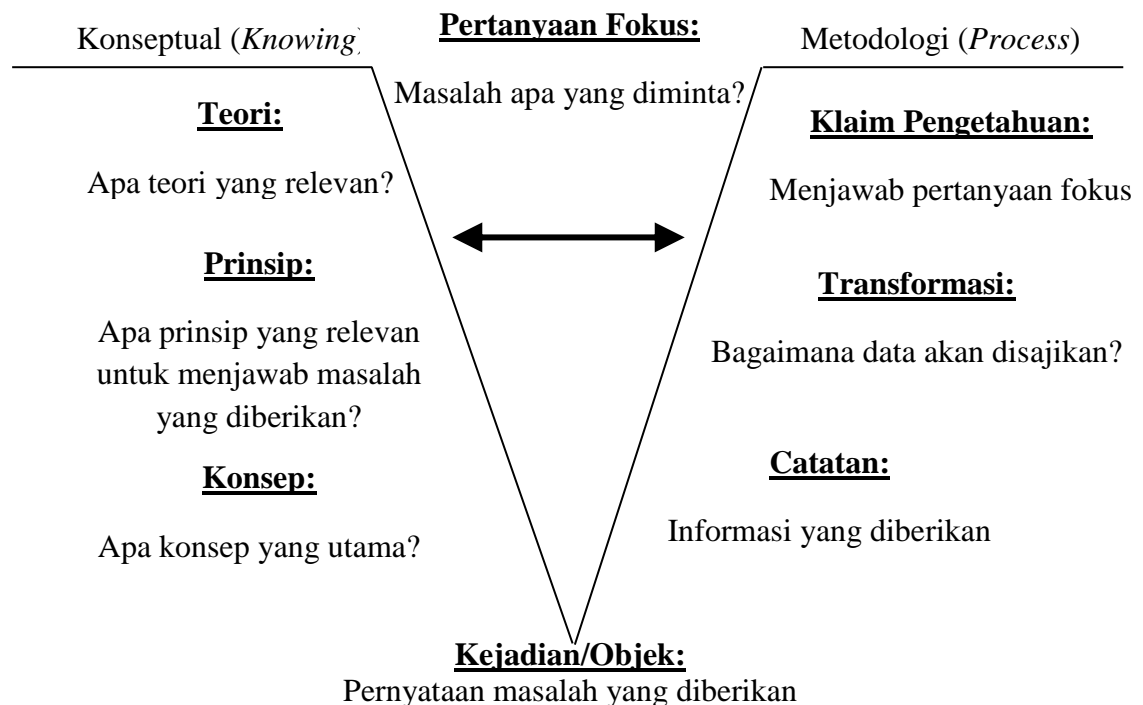 Konseptual (Knowing)
Pertanyaan Fokus:
Metodologi (Process)
Masalah apa yang diminta?
Teori:
Apa teori yang relevan?
Prinsip:
Apa prinsip yang relevan
untuk menjawab masalah
yang diberikan?
Konsep:
Apa konsep yang utama?
Klaim Pengetahuan:
Menjawab pertanyaan fokus
Transformasi:
Bagaimana data akan disajikan?
Catatan:
Informasi yang diberikan
Kejadian/Objek:
Pernyataan masalah yang diberikan